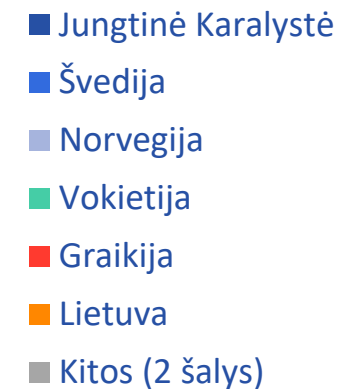 Jungtinė Karalystė
Švedija
Norvegija
Vokietija
Graikija
Lietuva
Kitos (2 šalys)